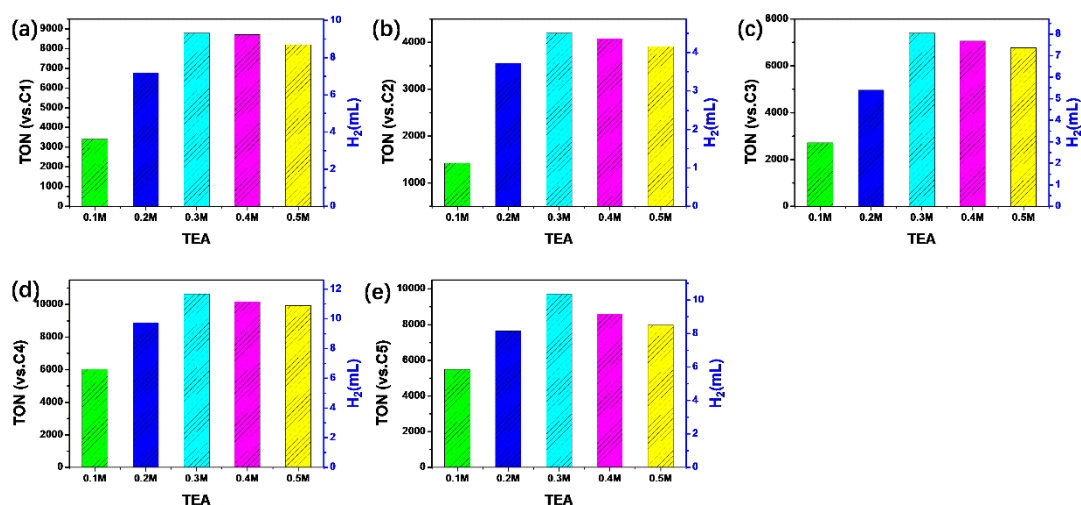 (a)
TON (vs.C1)
9000
8000
7000
6000
5000
4000
3000
2000
1000
0
0.1M 0.2M 0.3M 0.4M 0.5M
TEA
10
8
6
4
2
0
H2(mL)
(b)
TON (vs.C2)
4000
3000
2000
1000
0.1M 0.2M 0.3M 0.4M 0.5M
TEA
4
3
2
1
0
H2(mL)
(c)
TON (vs.C3)
8000
6000
4000
2000
0
0.1M 0.2M 0.3M 0.4M 0.5M
TEA
8
7
6
5
4
3
2
1
0
H2(mL)
(d)
TON (vs.C4)
10000
8000
6000
4000
2000
0
0.1M 0.2M 0.3M 0.4M 0.5M
TEA
12
10
8
6
4
2
0
H2(mL)
(e)
TON (vs.C5)
10000
8000
6000
4000
2000
0
0.1M 0.2M 0.3M 0.4M 0.5M
TEA
10
8
6
4
2
0
H2(mL)